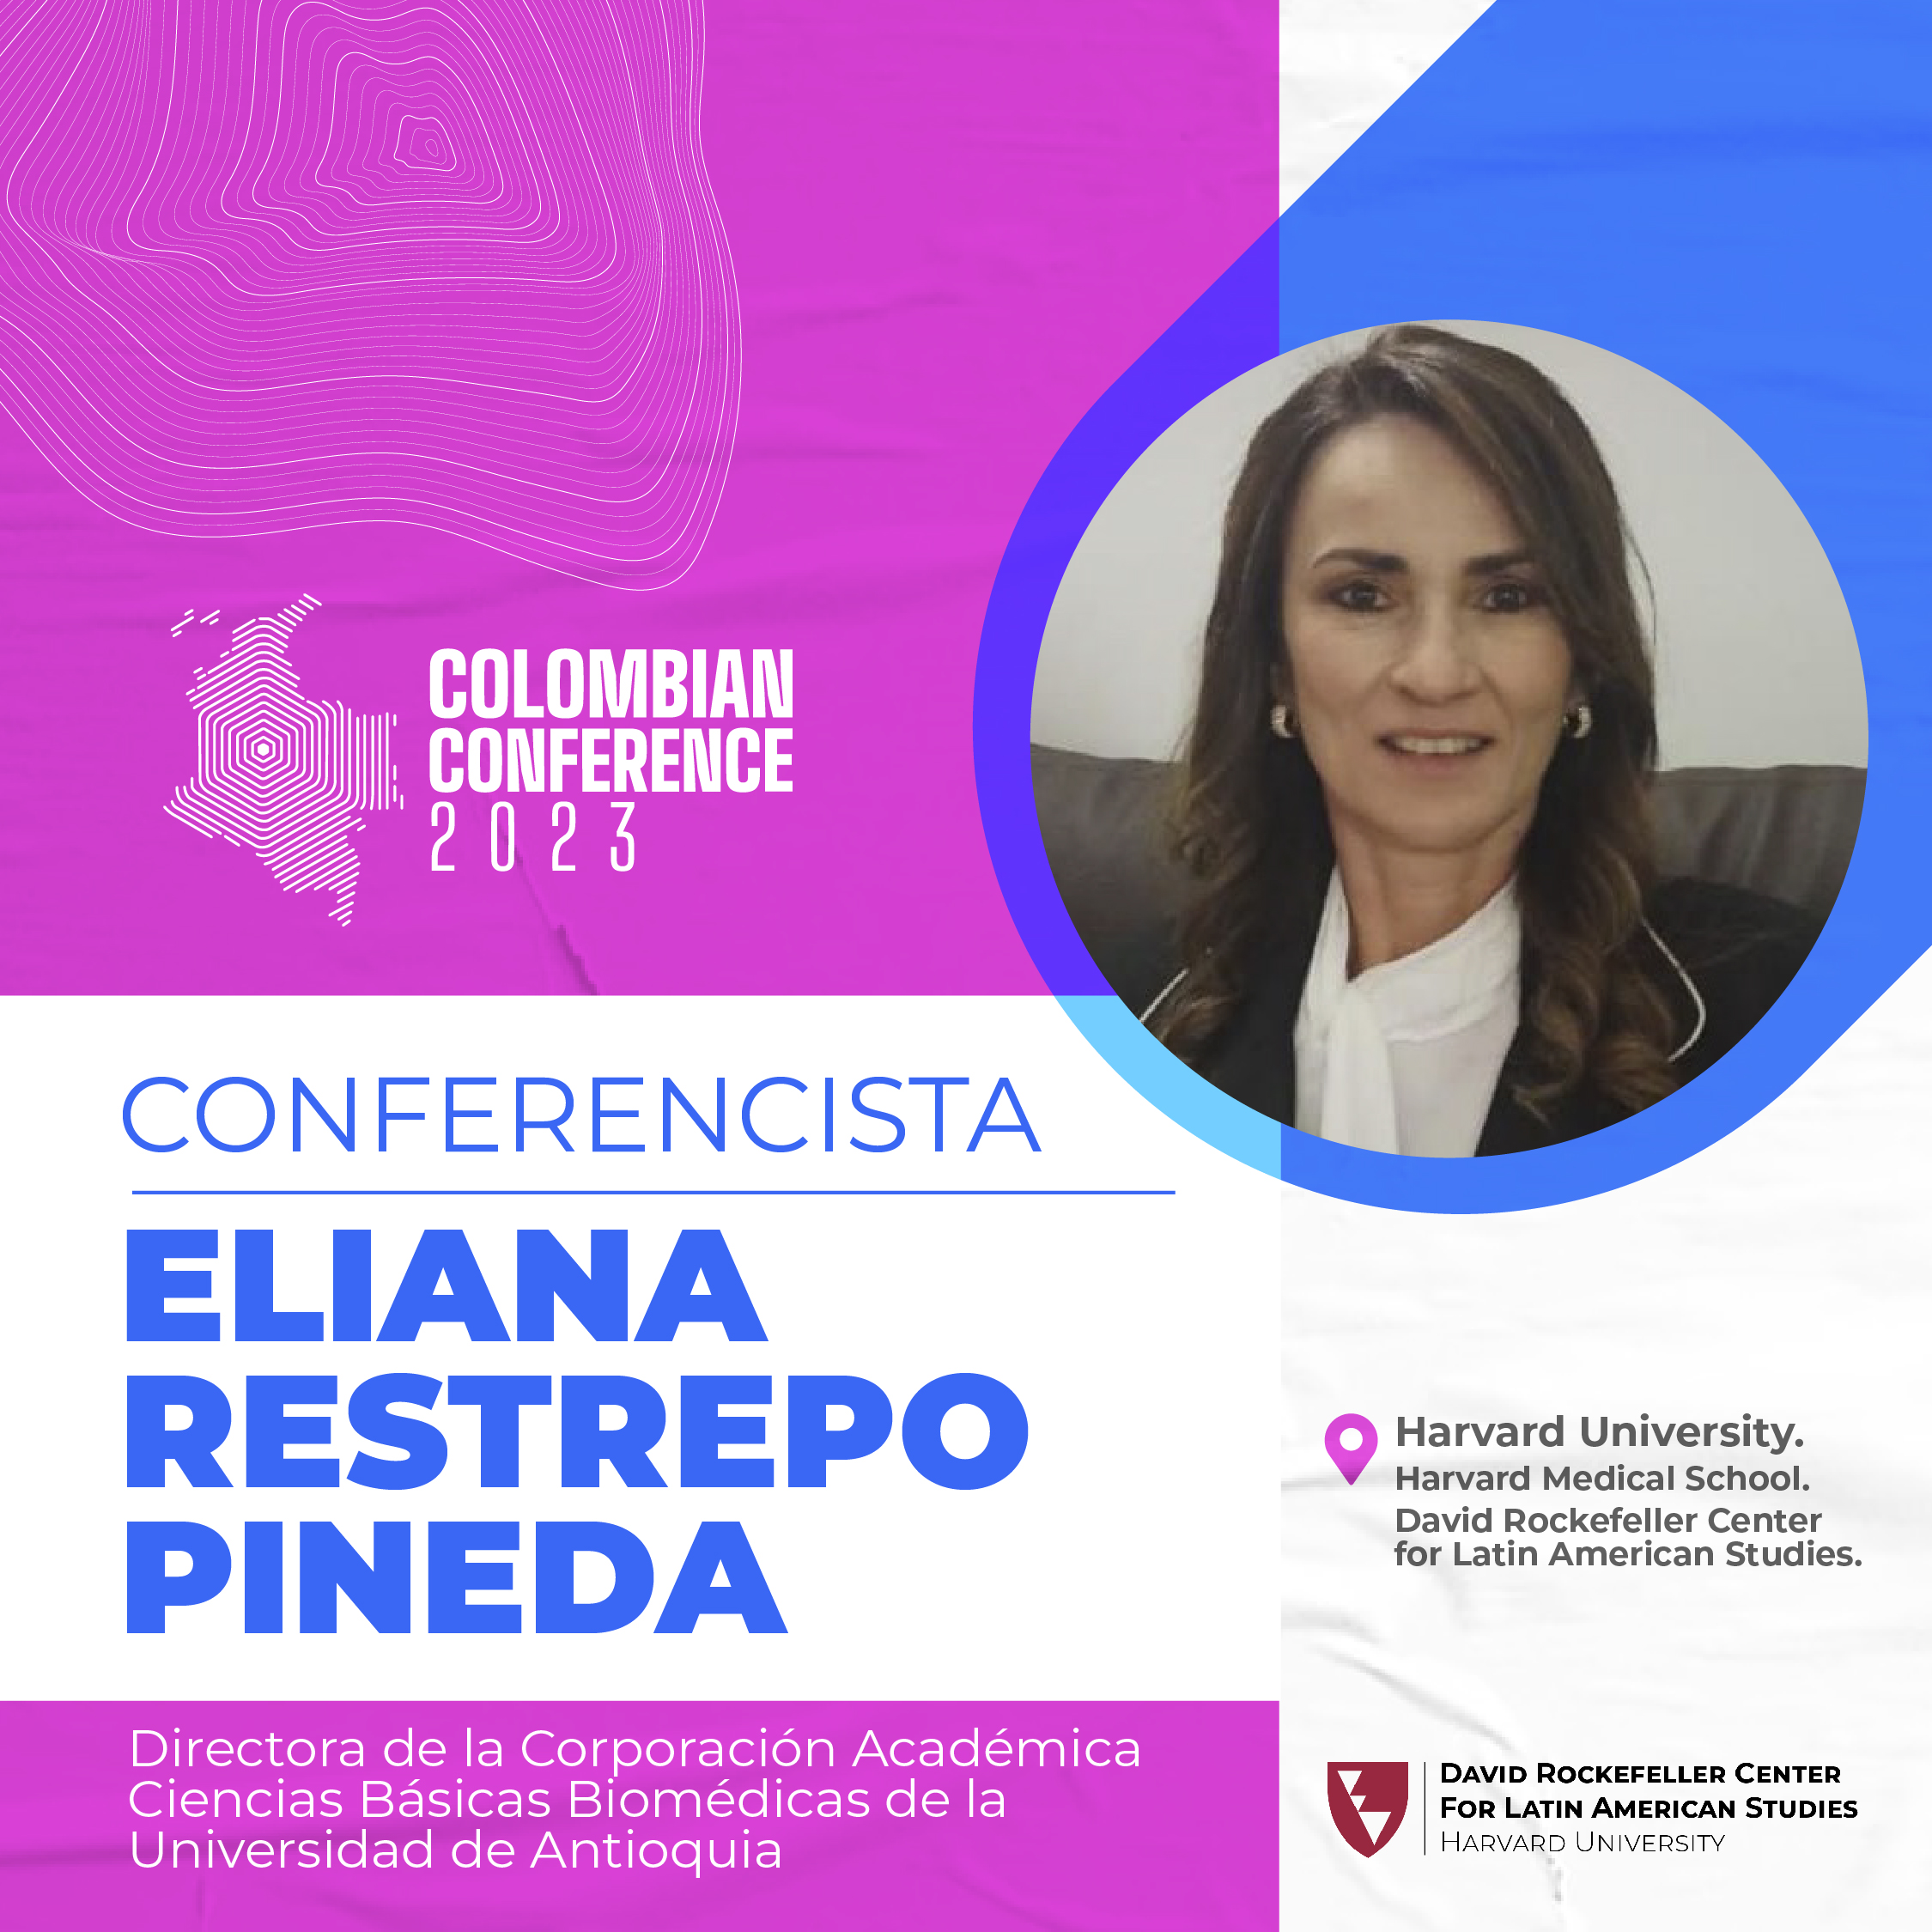 COLOMBIAN
CONFERENCE
2023
CONFERENCISTA
ELIANA
RESTREPO
PINEDA
Directora de la Corporación Académica
Ciencias Básicas Biomédicas de la
Universidad de Antioquia
Harvard University.
Harvard Medical School.
David Rockefeller Center
for Latin American Studies.
DAVID ROCKEFELLER CENTER
FOR LATIN AMERICAN STUDIES
HARVARD UNIVERSITY